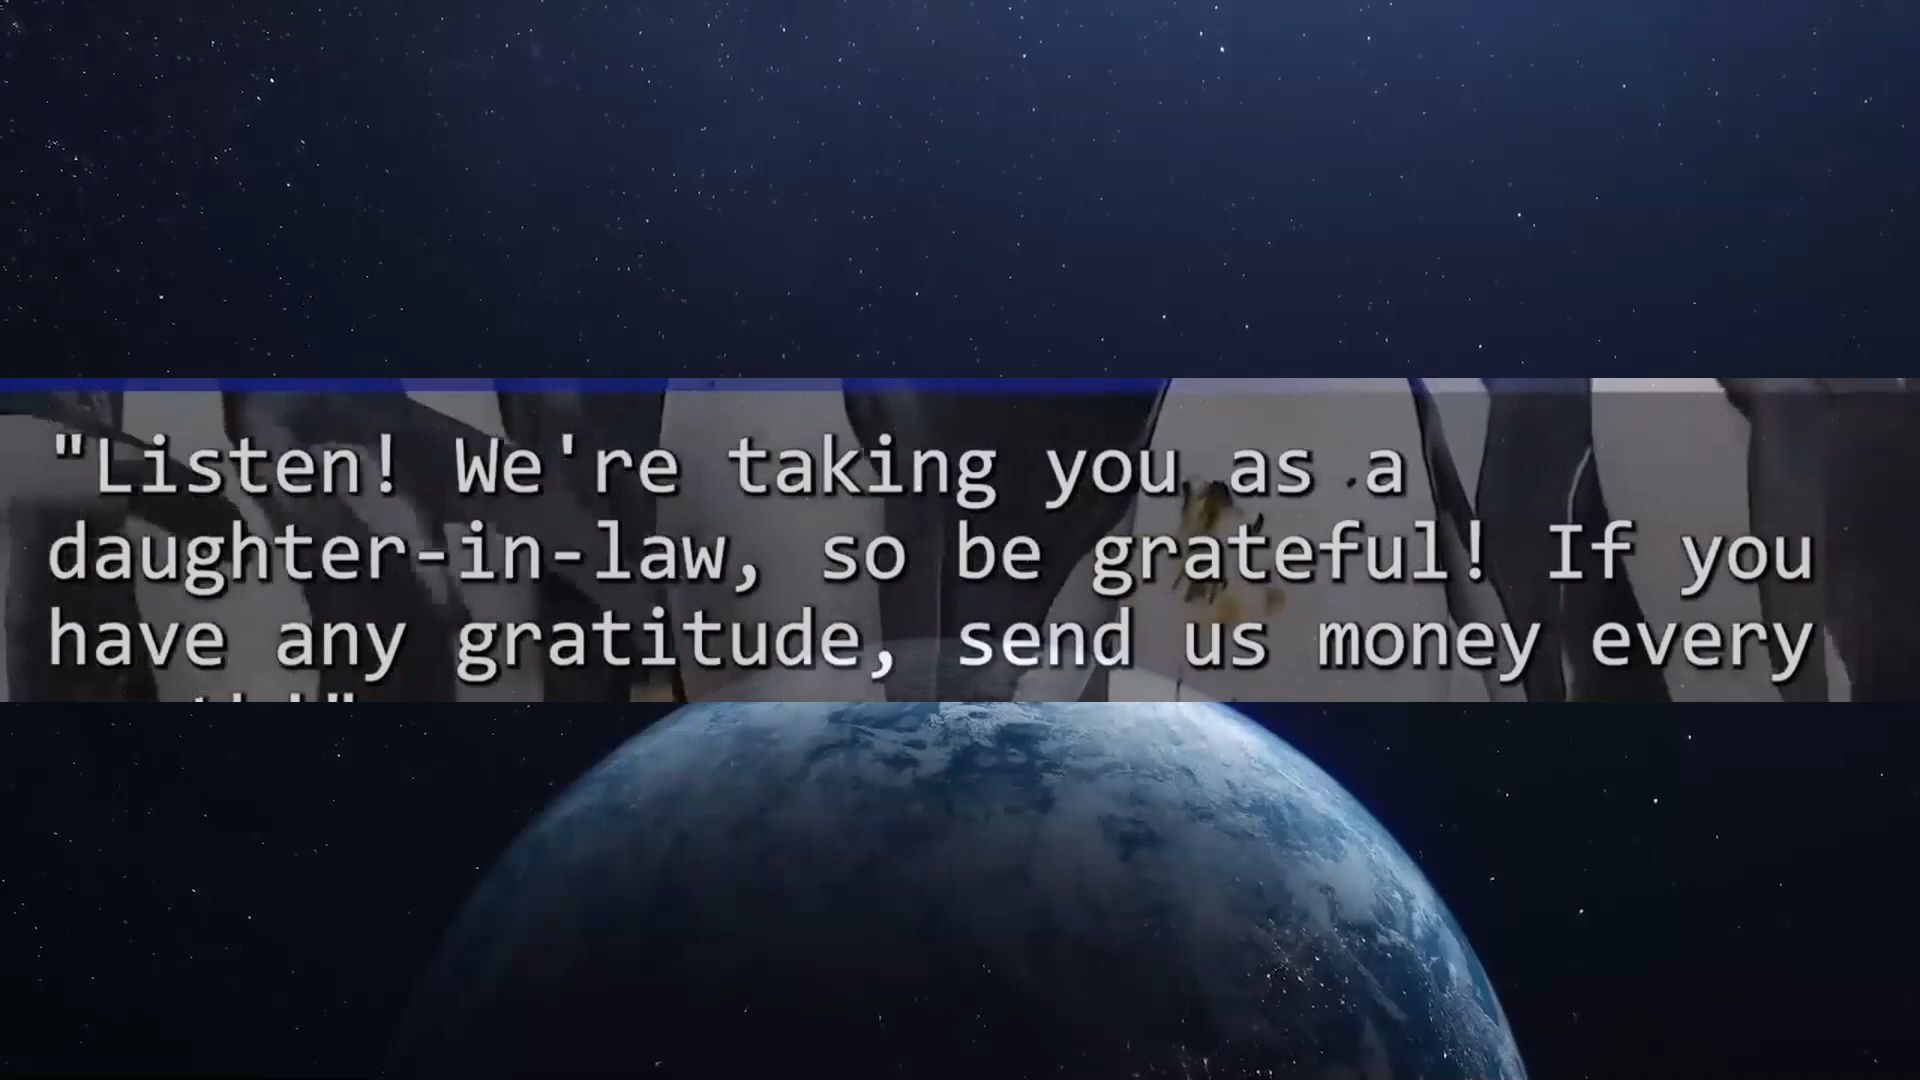 "Listen! We're taking you as a
daughter-in-law, so be grateful! If you
have any gratitude, send us money every